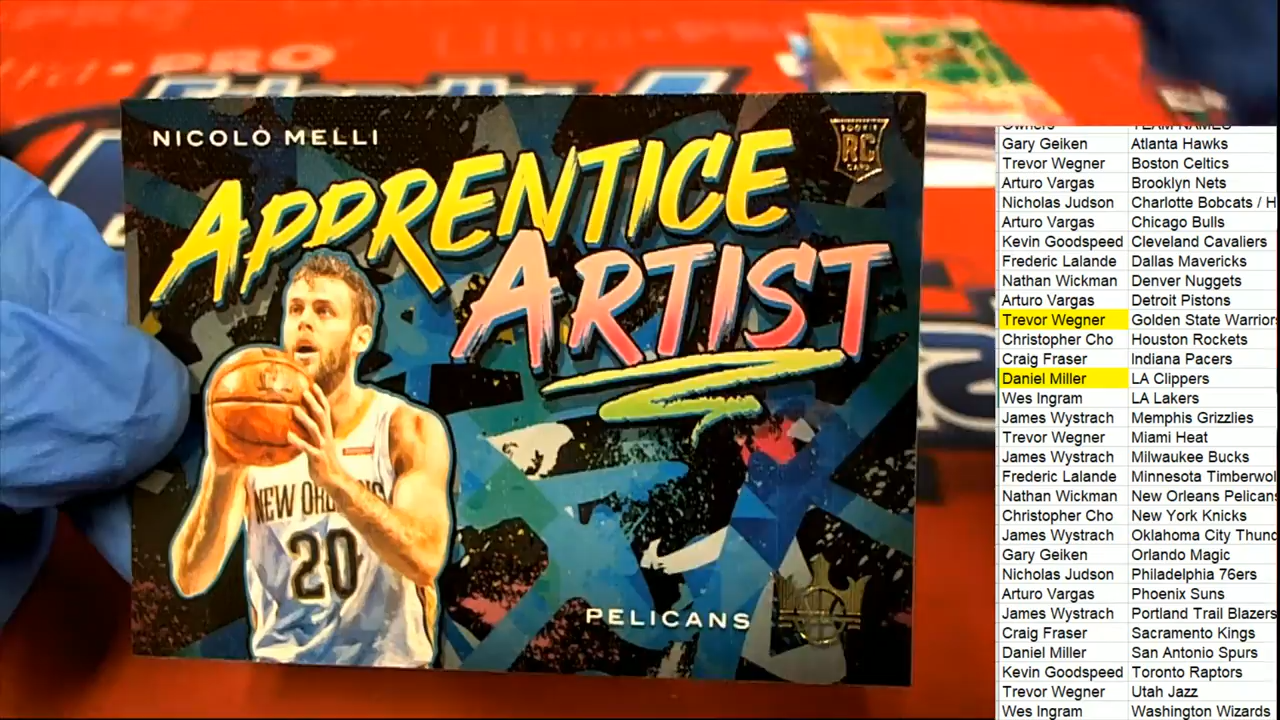 PRO
NICOLÒ MELLI
APPRENTICE
ARTIST
ROOKIE
RC
CARD
NEW ORLEANS
20
PELICANS
Owners TEAM NAMES
Gary Geiken Atlanta Hawks
Trevor Wegner Boston Celtics
Arturo Vargas Brooklyn Nets
Nicholas Judson Charlotte Bobcats / H
Arturo Vargas Chicago Bulls
Kevin Goodspeed Cleveland Cavaliers
Frederic Lalande Dallas Mavericks
Nathan Wickman Denver Nuggets
Arturo Vargas Detroit Pistons
Trevor Wegner Golden State Warriors
Christopher Cho Houston Rockets
Craig Fraser Indiana Pacers
Daniel Miller LA Clippers
Wes Ingram LA Lakers
James Wystrach Memphis Grizzlies
Trevor Wegner Miami Heat
James Wystrach Milwaukee Bucks
Frederic Lalande Minnesota Timberwol
Nathan Wickman New Orleans Pelicans
Christopher Cho New York Knicks
James Wystrach Oklahoma City Thund
Gary Geiken Orlando Magic
Nicholas Judson Philadelphia 76ers
Arturo Vargas Phoenix Suns
James Wystrach Portland Trail Blazers
Craig Fraser Sacramento Kings
Daniel Miller San Antonio Spurs
Kevin Goodspeed Toronto Raptors
Trevor Wegner Utah Jazz
Wes Ingram Washington Wizards